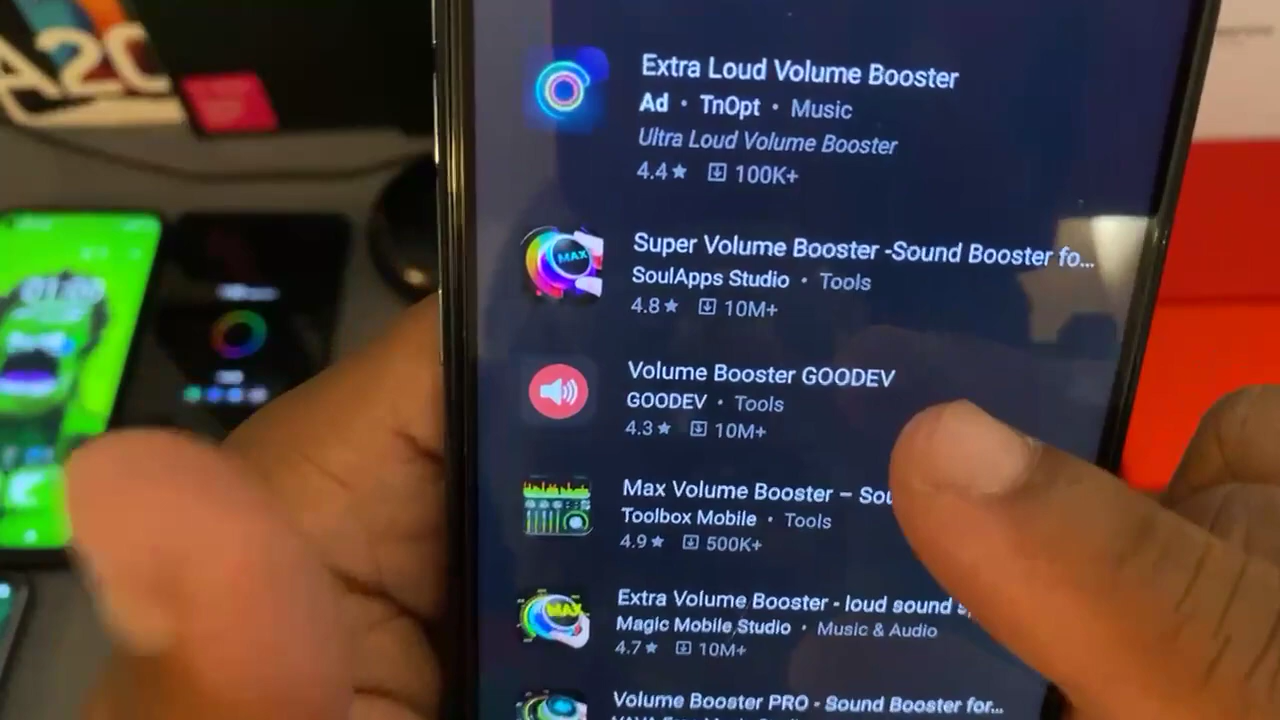 A20
Extra Loud Volume Booster
Ad • TnOpt • Music
Ultra Loud Volume Booster
4.4★ 100K+
MAX
Super Volume Booster -Sound Booster fo...
SoulApps Studio • Tools
4.8★ 10M+
Volume Booster GOODEV
GOODEV • Tools
4.3★ 10M+
Max Volume Booster – Sou
Toolbox Mobile • Tools
4.9★ 500K+
MAX
Extra Volume Booster - loud sound
Magic Mobile Studio • Music & Audio
4.7★ 10M+
Volume Booster PRO - Sound Booster for...